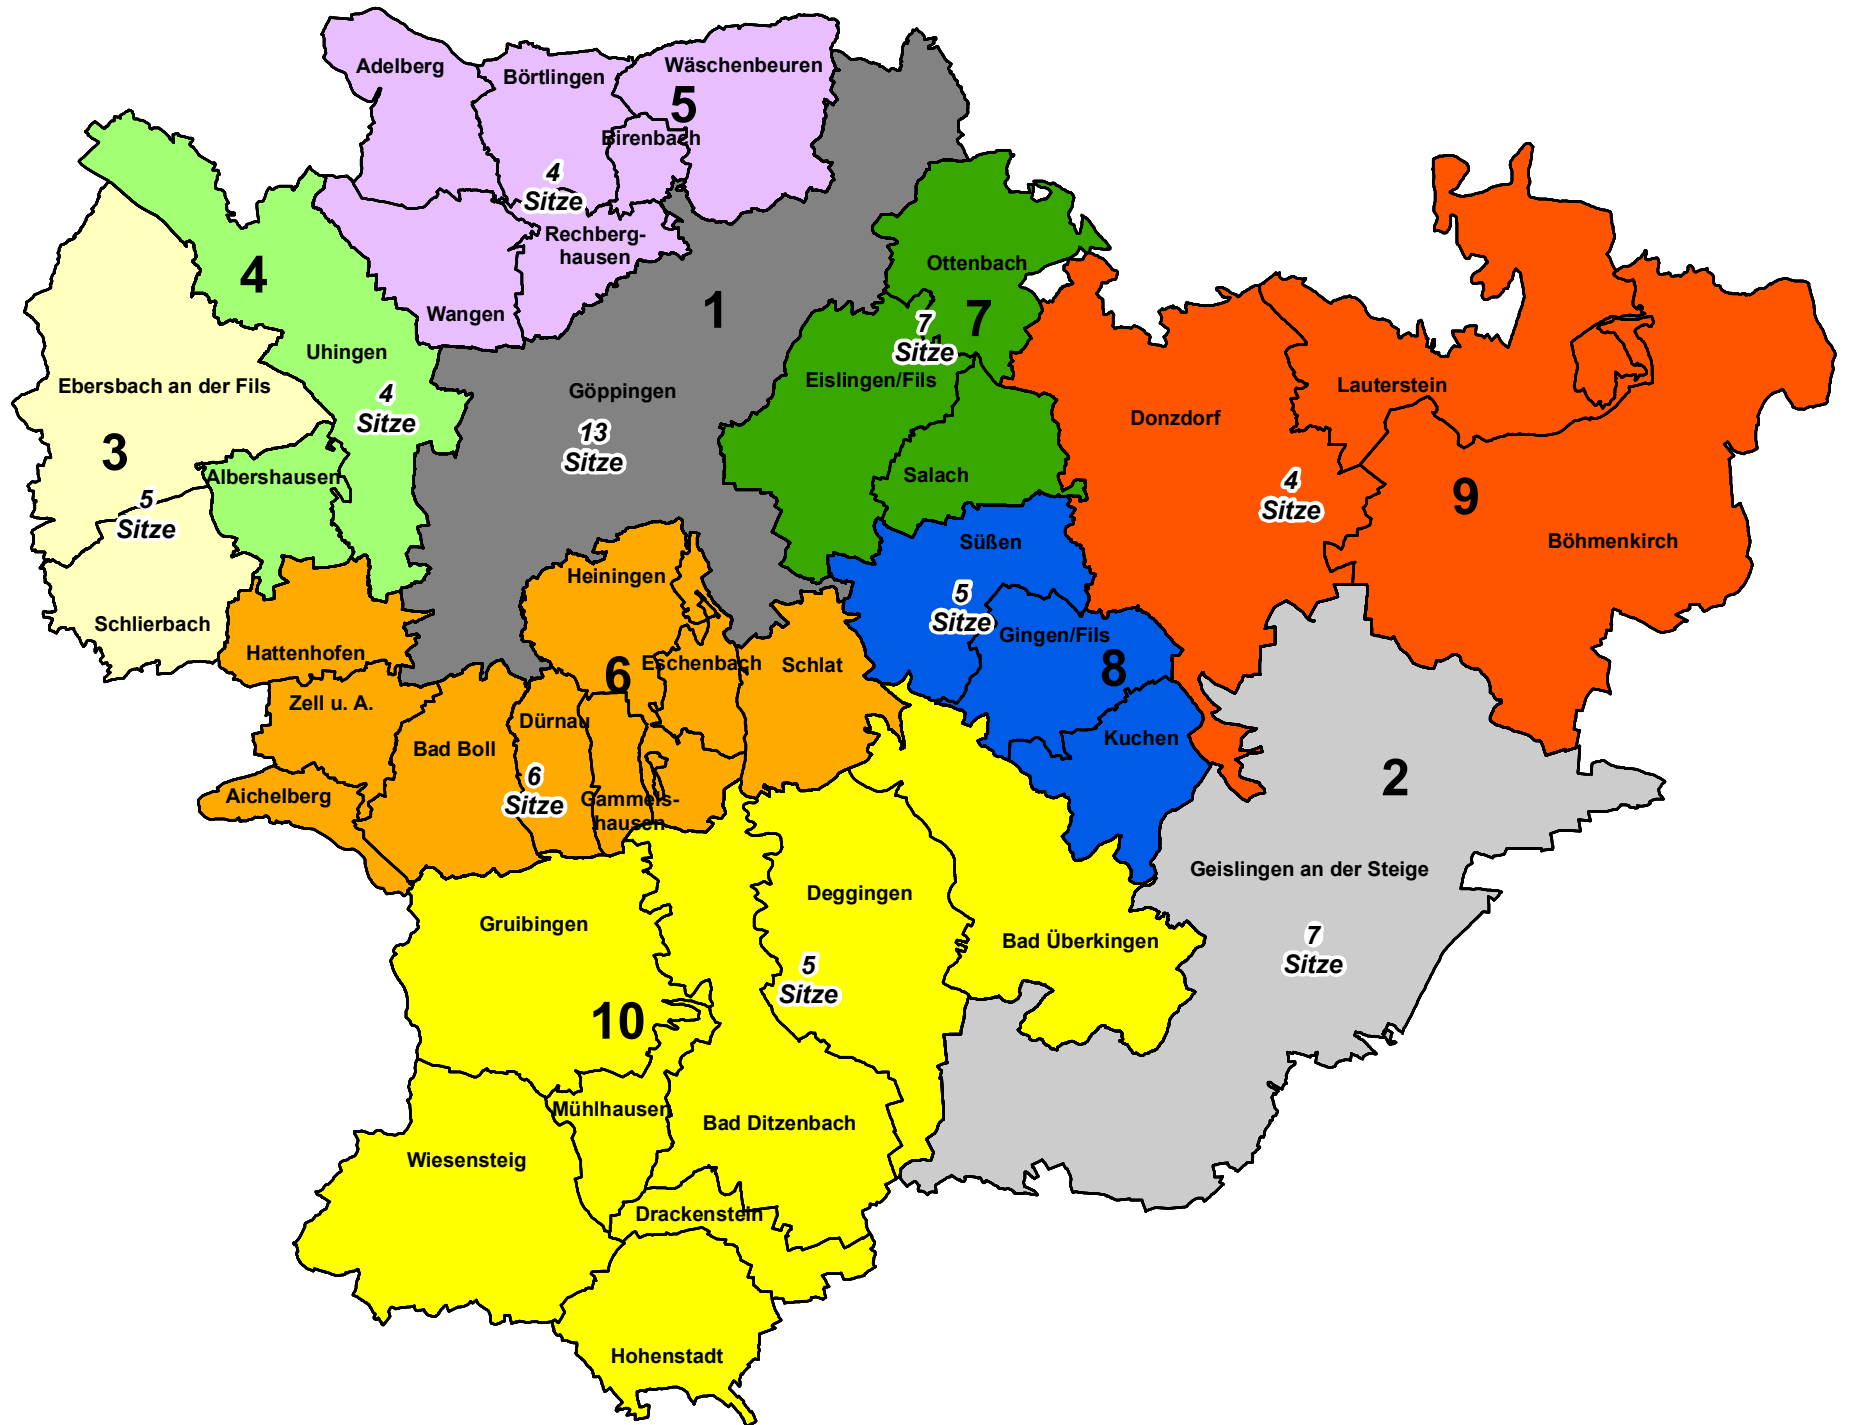 Adelberg
Börtlingen
Wäschenbeuren
5
Birenbach
4
Sitze
Rechberg-
hausen
Wangen
4
Uhingen
4
Sitze
Albershausen
Ebersbach an der Fils
3
5
Sitze
Schlierbach
1
Göppingen
13
Sitze
Ottenbach
7
7
Sitze
Eislingen/Fils
Salach
Donzdorf
Lauterstein
4
Sitze
9
Böhmenkirch
Süßen
5
Sitze
Gingen/Fils
8
Kuchen
Heiningen
Hattenhofen
6
Eschenbach
Schlat
Zell u. A.
Dürnau
Bad Boll
6
Sitze
Aichelberg
Gammels-
hausen
2
Geislingen an der Steige
7
Sitze
Gruibingen
Deggingen
Bad Überkingen
5
Sitze
10
Mühlhausen
Bad Ditzenbach
Wiesensteig
Drackenstein
Hohenstadt